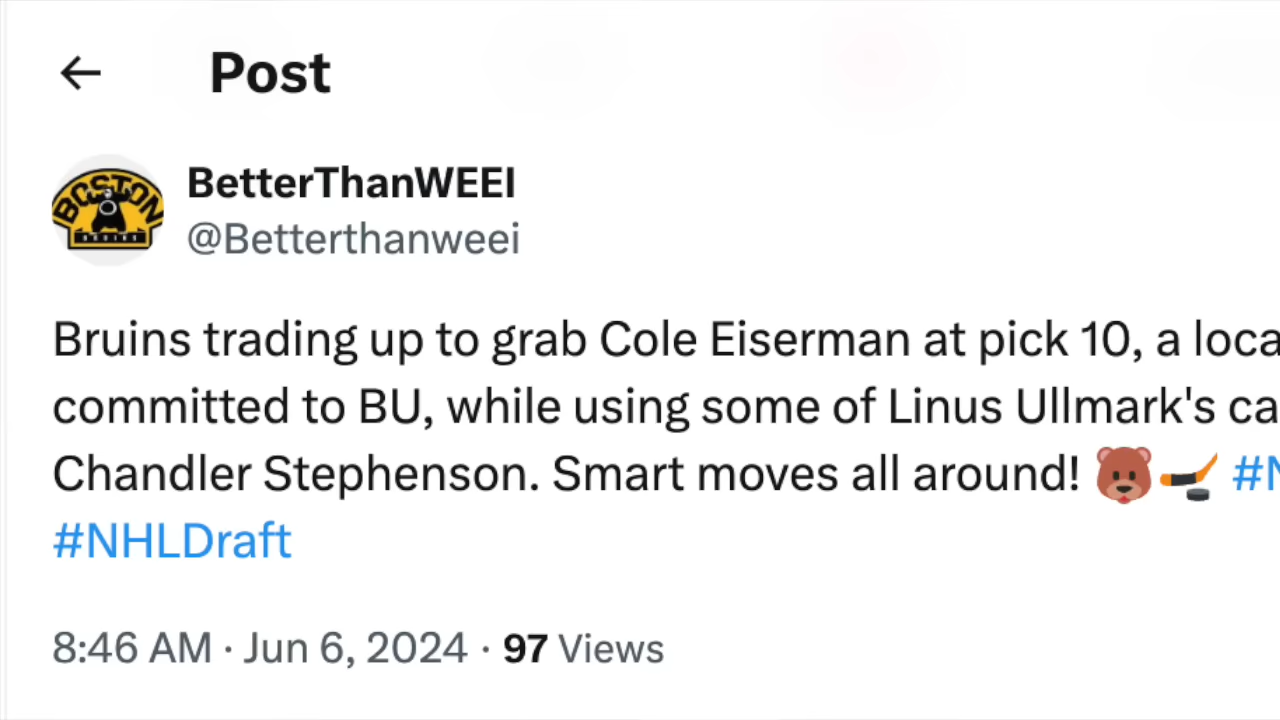 ← Post
BOSTON
BetterThanWEEI
@Betterthanweei
Bruins trading up to grab Cole Eiserman at pick 10, a loca
committed to BU, while using some of Linus Ullmark's ca
Chandler Stephenson. Smart moves all around! 🐻🏒 #N
#NHLDraft
8:46 AM · Jun 6, 2024 · 97 Views